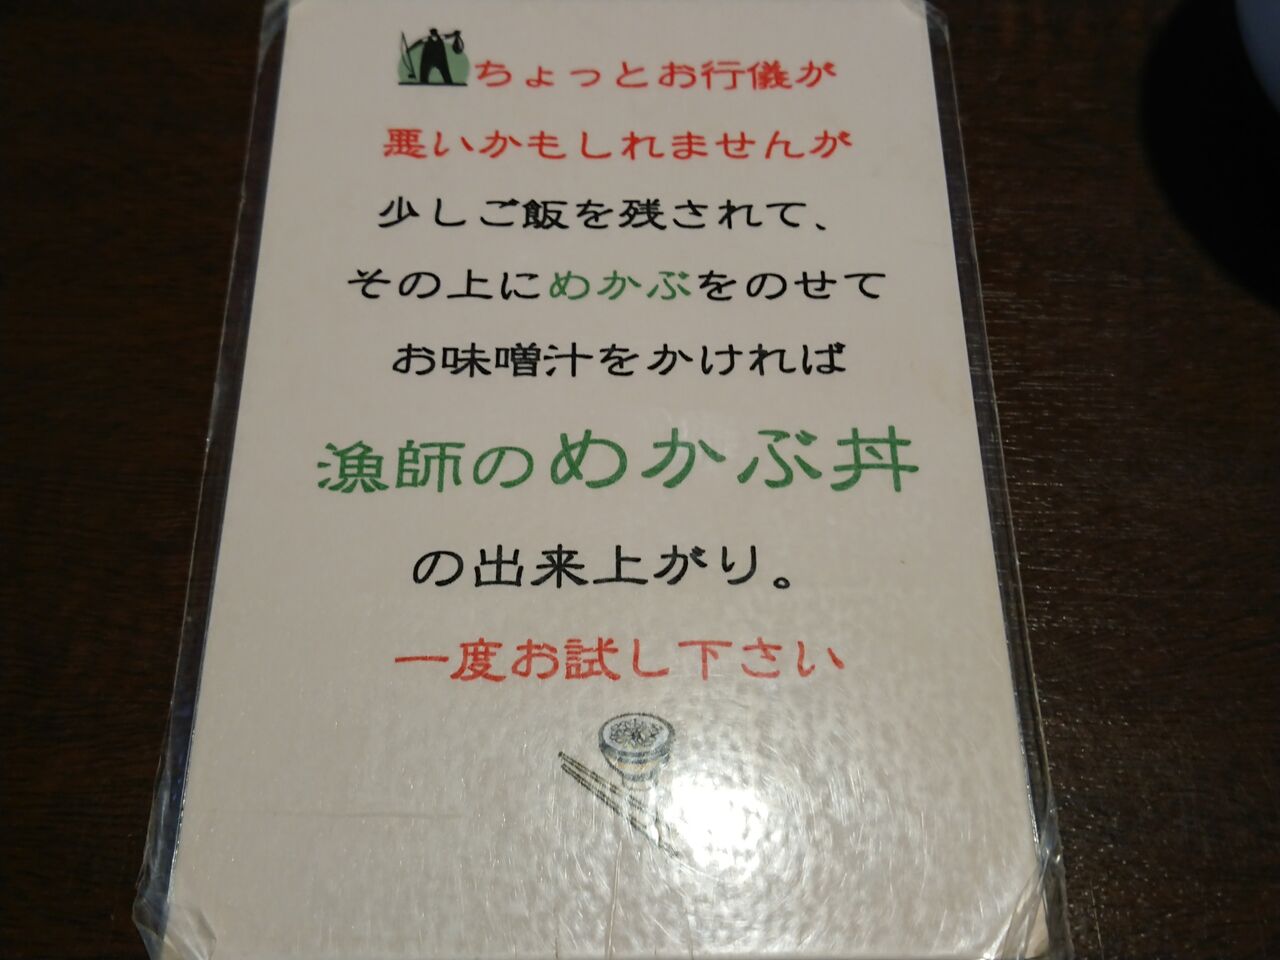 ちょっとお行儀が
悪いかもしれませんが
少しご飯を残されて、
その上にめかぶをのせて
お味噌汁をかければ
漁師のめかぶ丼
の出来上がり。
一度お試し下さい